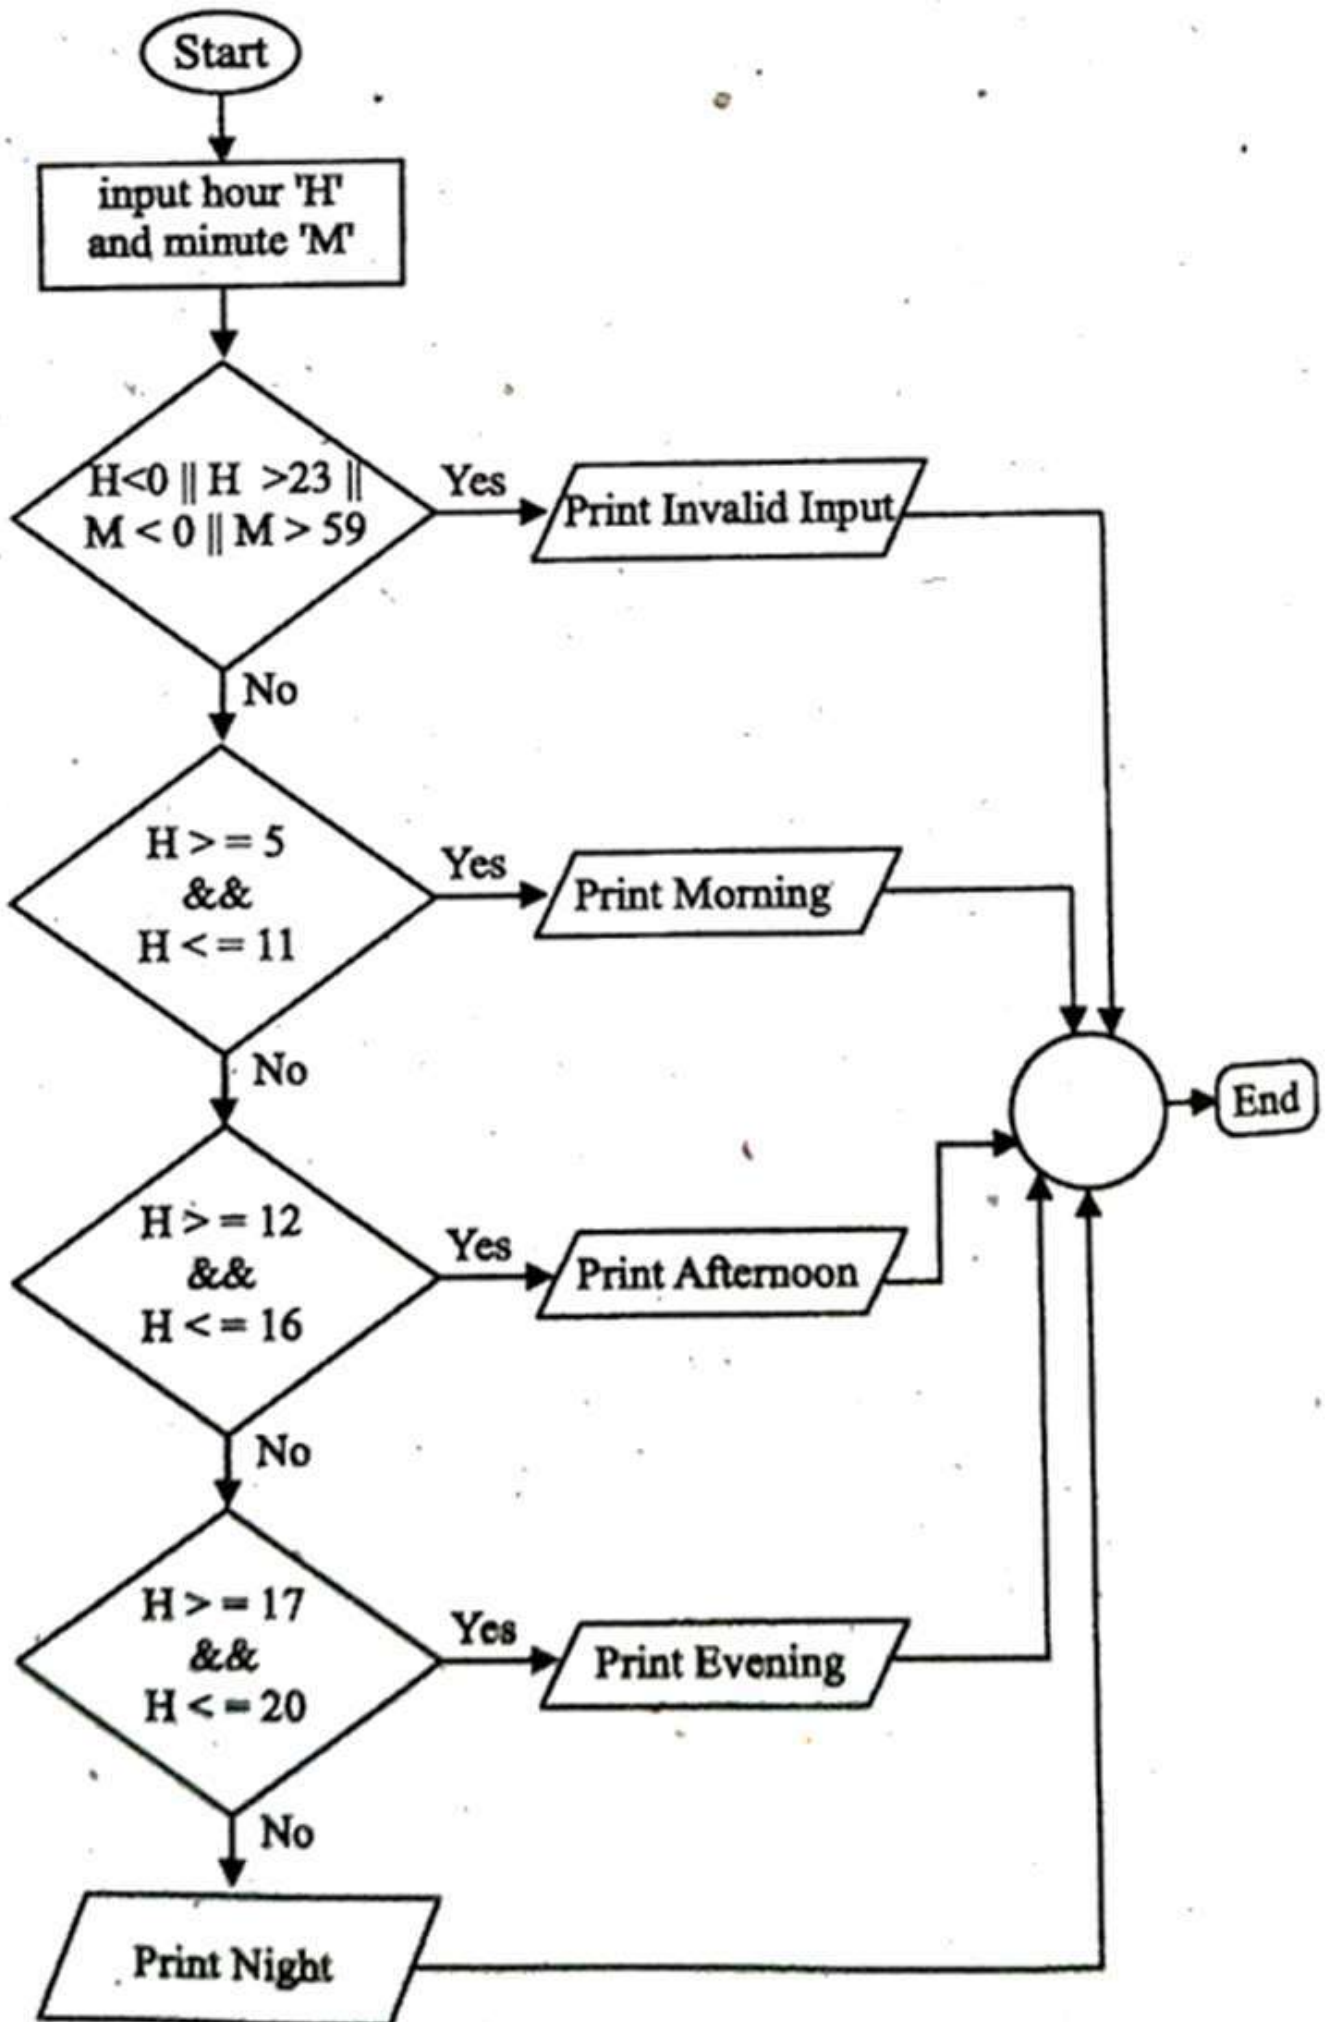 Start
input hour 'H'
and minute 'M'
H<0 || H >23 ||
M < 0 || M > 59
Yes
Print Invalid Input
No
H > = 5
&&
H < = 11
Yes
Print Morning
No
End
H > = 12
&&
H < = 16
Yes
Print Afternoon
No
H > = 17
&&
H < = 20
Yes
Print Evening
No
Print Night